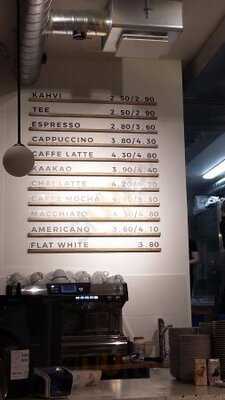 KAHVI 2.50/2.90
TEE 2.50/2.90
ESPRESSO 2.80/3.60
CAPPUCCINO 3.80/4.30
CAFFE LATTE 4.30/4.80
KAAKAO 3.90/4.40
CHAI LATTE 4.20/
CAFFE MOCHA
MACCHIATO
AMERICANO 3.60/4.10
FLAT WHITE 3.80